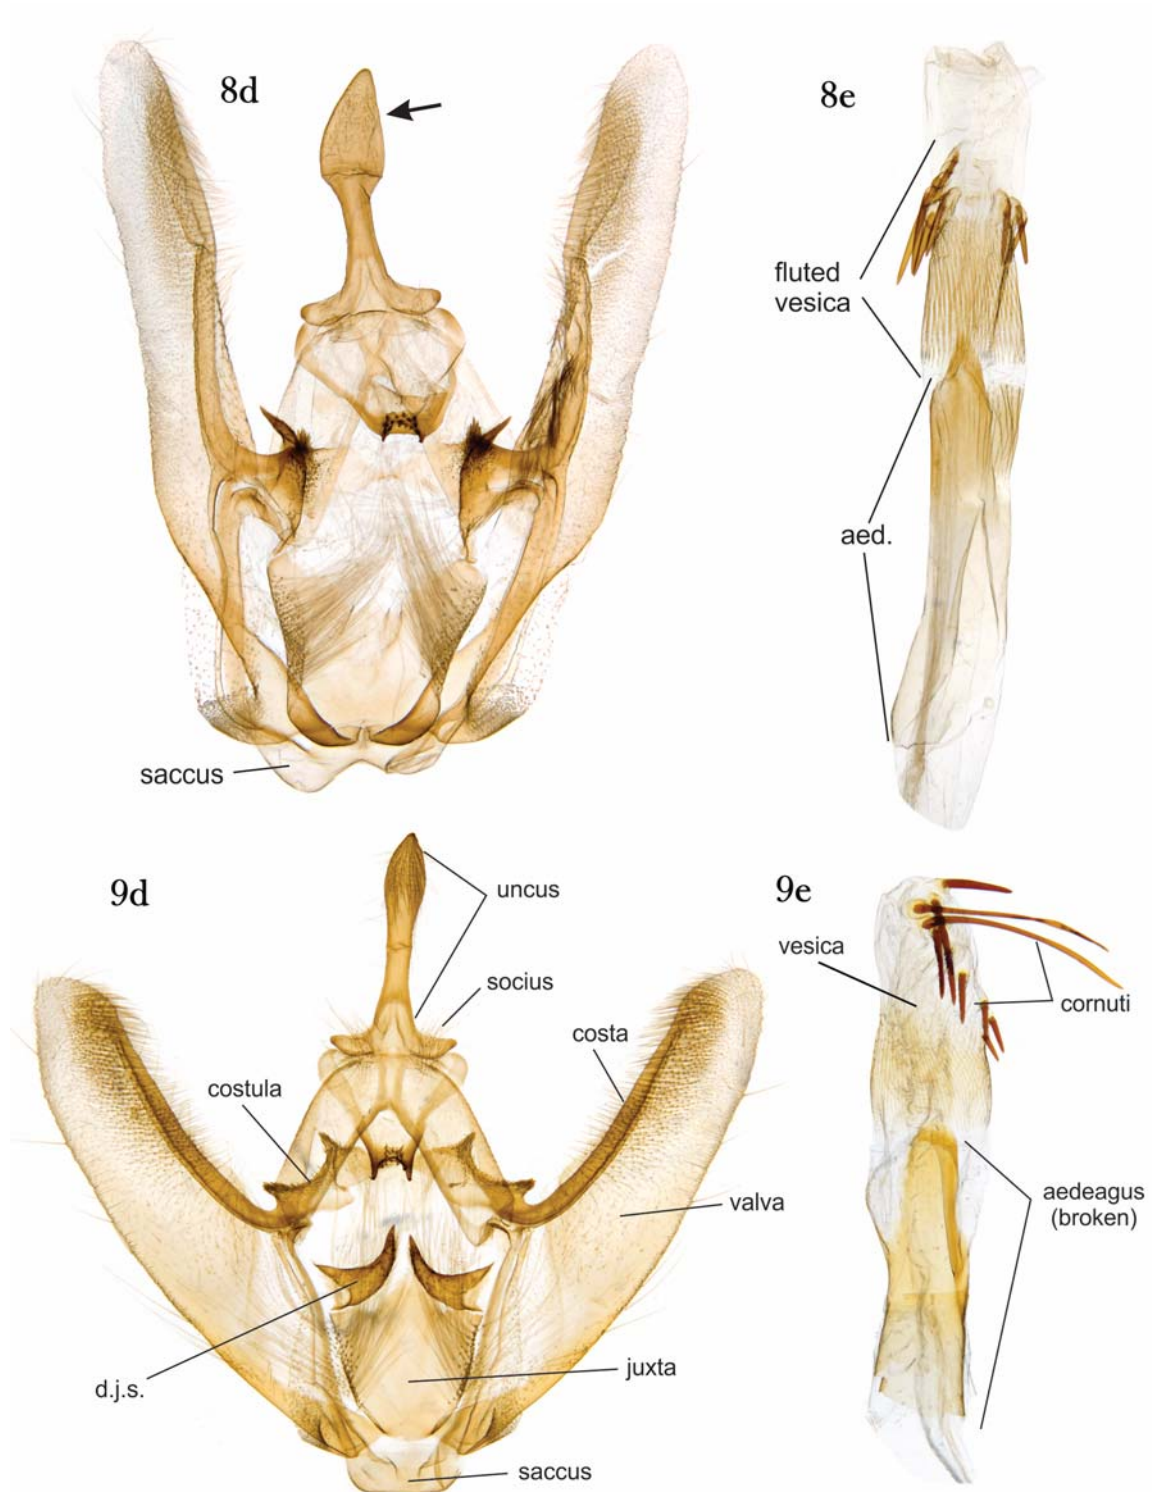 8d
8e
fluted
vesica
aed.
saccus
9d
9e
uncus
vesica
socius
cornuti
costa
costula
valva
aedeagus
(broken)
juxta
d.j.s.
saccus